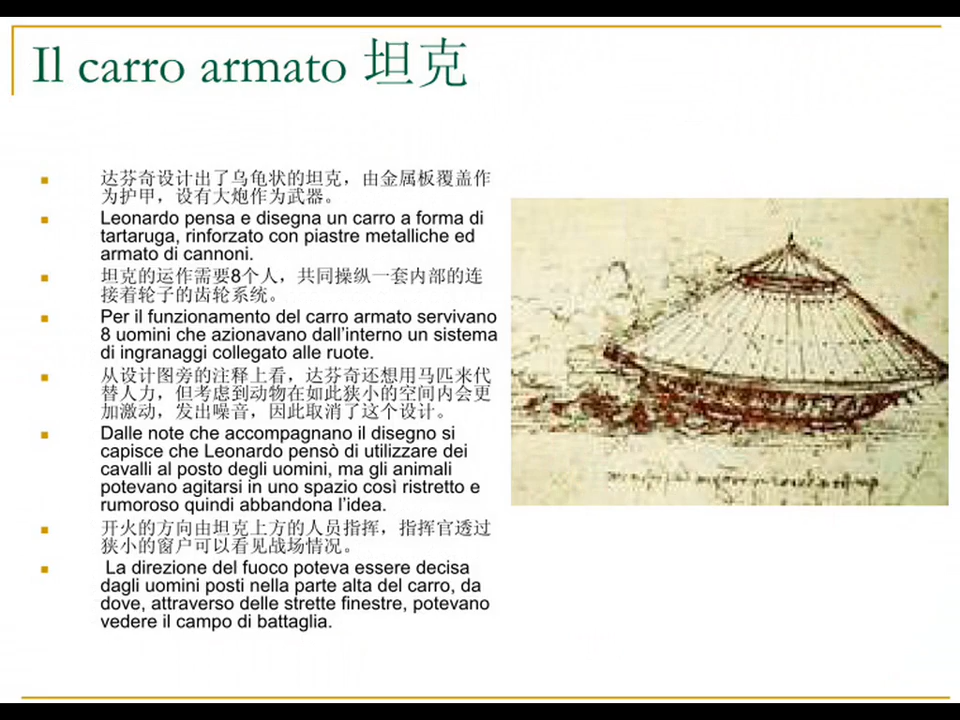 Il carro armato 坦克
达芬奇设计出了乌龟状的坦克，由金属板覆盖作
为护甲，设有大炮作为武器。
Leonardo pensa e disegna un carro a forma di
tartaruga, rinforzato con piastre metalliche ed
armato di cannoni.
坦克的运作需要8个人，共同操纵一套内部的连
接着轮子的齿轮系统。
Per il funzionamento del carro armato servivano
8 uomini che azionavano dall'interno un sistema
di ingranaggi collegato alle ruote.
从设计图旁的注释上看，达芬奇还想用马匹来代
替人力，但考虑到动物在如此狭小的空间内会更
加激动，发出噪音，因此取消了这个设计。
Dalle note che accompagnano il disegno si
capisce che Leonardo pensò di utilizzare dei
cavalli al posto degli uomini, ma gli animali
potevano agitarsi in uno spazio così ristretto e
rumoroso quindi abbandona l'idea.
开火的方向由坦克上方的人员指挥，指挥官透过
狭小的窗户可以看见战场情况。
La direzione del fuoco poteva essere decisa
dagli uomini posti nella parte alta del carro, da
dove, attraverso delle strette finestre, potevano
vedere il campo di battaglia.